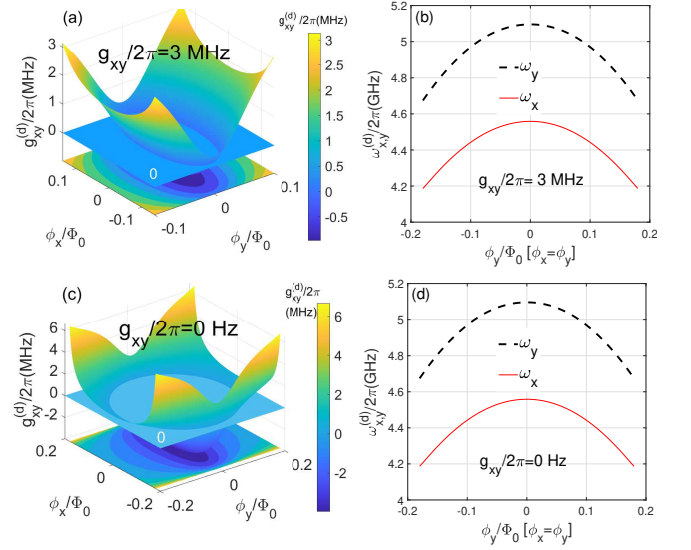 (a)
g_xy^(d)/2π(MHz)
g_xy/2π=3 MHz
g_xy^(d)/2π(MHz)
3
2
1
0
0
0.1
0
-0.1
-0.1
0
0.1
ϕ_x/Φ_0
ϕ_y/Φ_0
3
2.5
2
1.5
1
0.5
0
-0.5
(b)
ω_x,y^(d)/2π(GHz)
5.2
5
4.8
4.6
4.4
4.2
4
ω_y
ω_x
g_xy/2π= 3 MHz
-0.2
-0.1
0
0.1
0.2
ϕ_y/Φ_0 [ϕ_x=ϕ_y]
(c)
g_xy^(d)/2π
(MHz)
g_xy/2π=0 Hz
g_xy^(d)/2π(MHz)
6
4
2
0
-2
0
0.2
0
-0.2
-0.2
0
0.2
ϕ_x/Φ_0
ϕ_y/Φ_0
6
4
2
0
-2
(d)
ω_x,y^(d)/2π(GHz)
5.2
5
4.8
4.6
4.4
4.2
4
ω_y
ω_x
g_xy/2π=0 Hz
-0.2
-0.1
0
0.1
0.2
ϕ_y/Φ_0 [ϕ_x=ϕ_y]